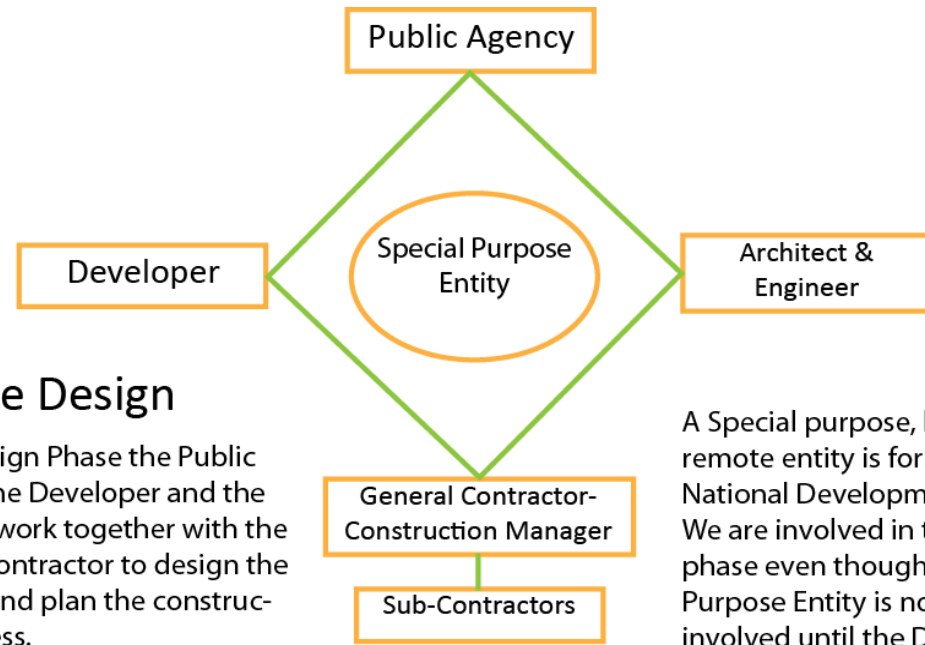 Public Agency
Developer
Special Purpose
Entity
Architect &
Engineer
e Design
ign Phase the Public
he Developer and the
work together with the
ontractor to design the
nd plan the construc-
ess.
General Contractor-
Construction Manager
Sub-Contractors
A Special purpose,
remote entity is for
National Developm
We are involved in t
phase even though
Purpose Entity is no
involved until the D